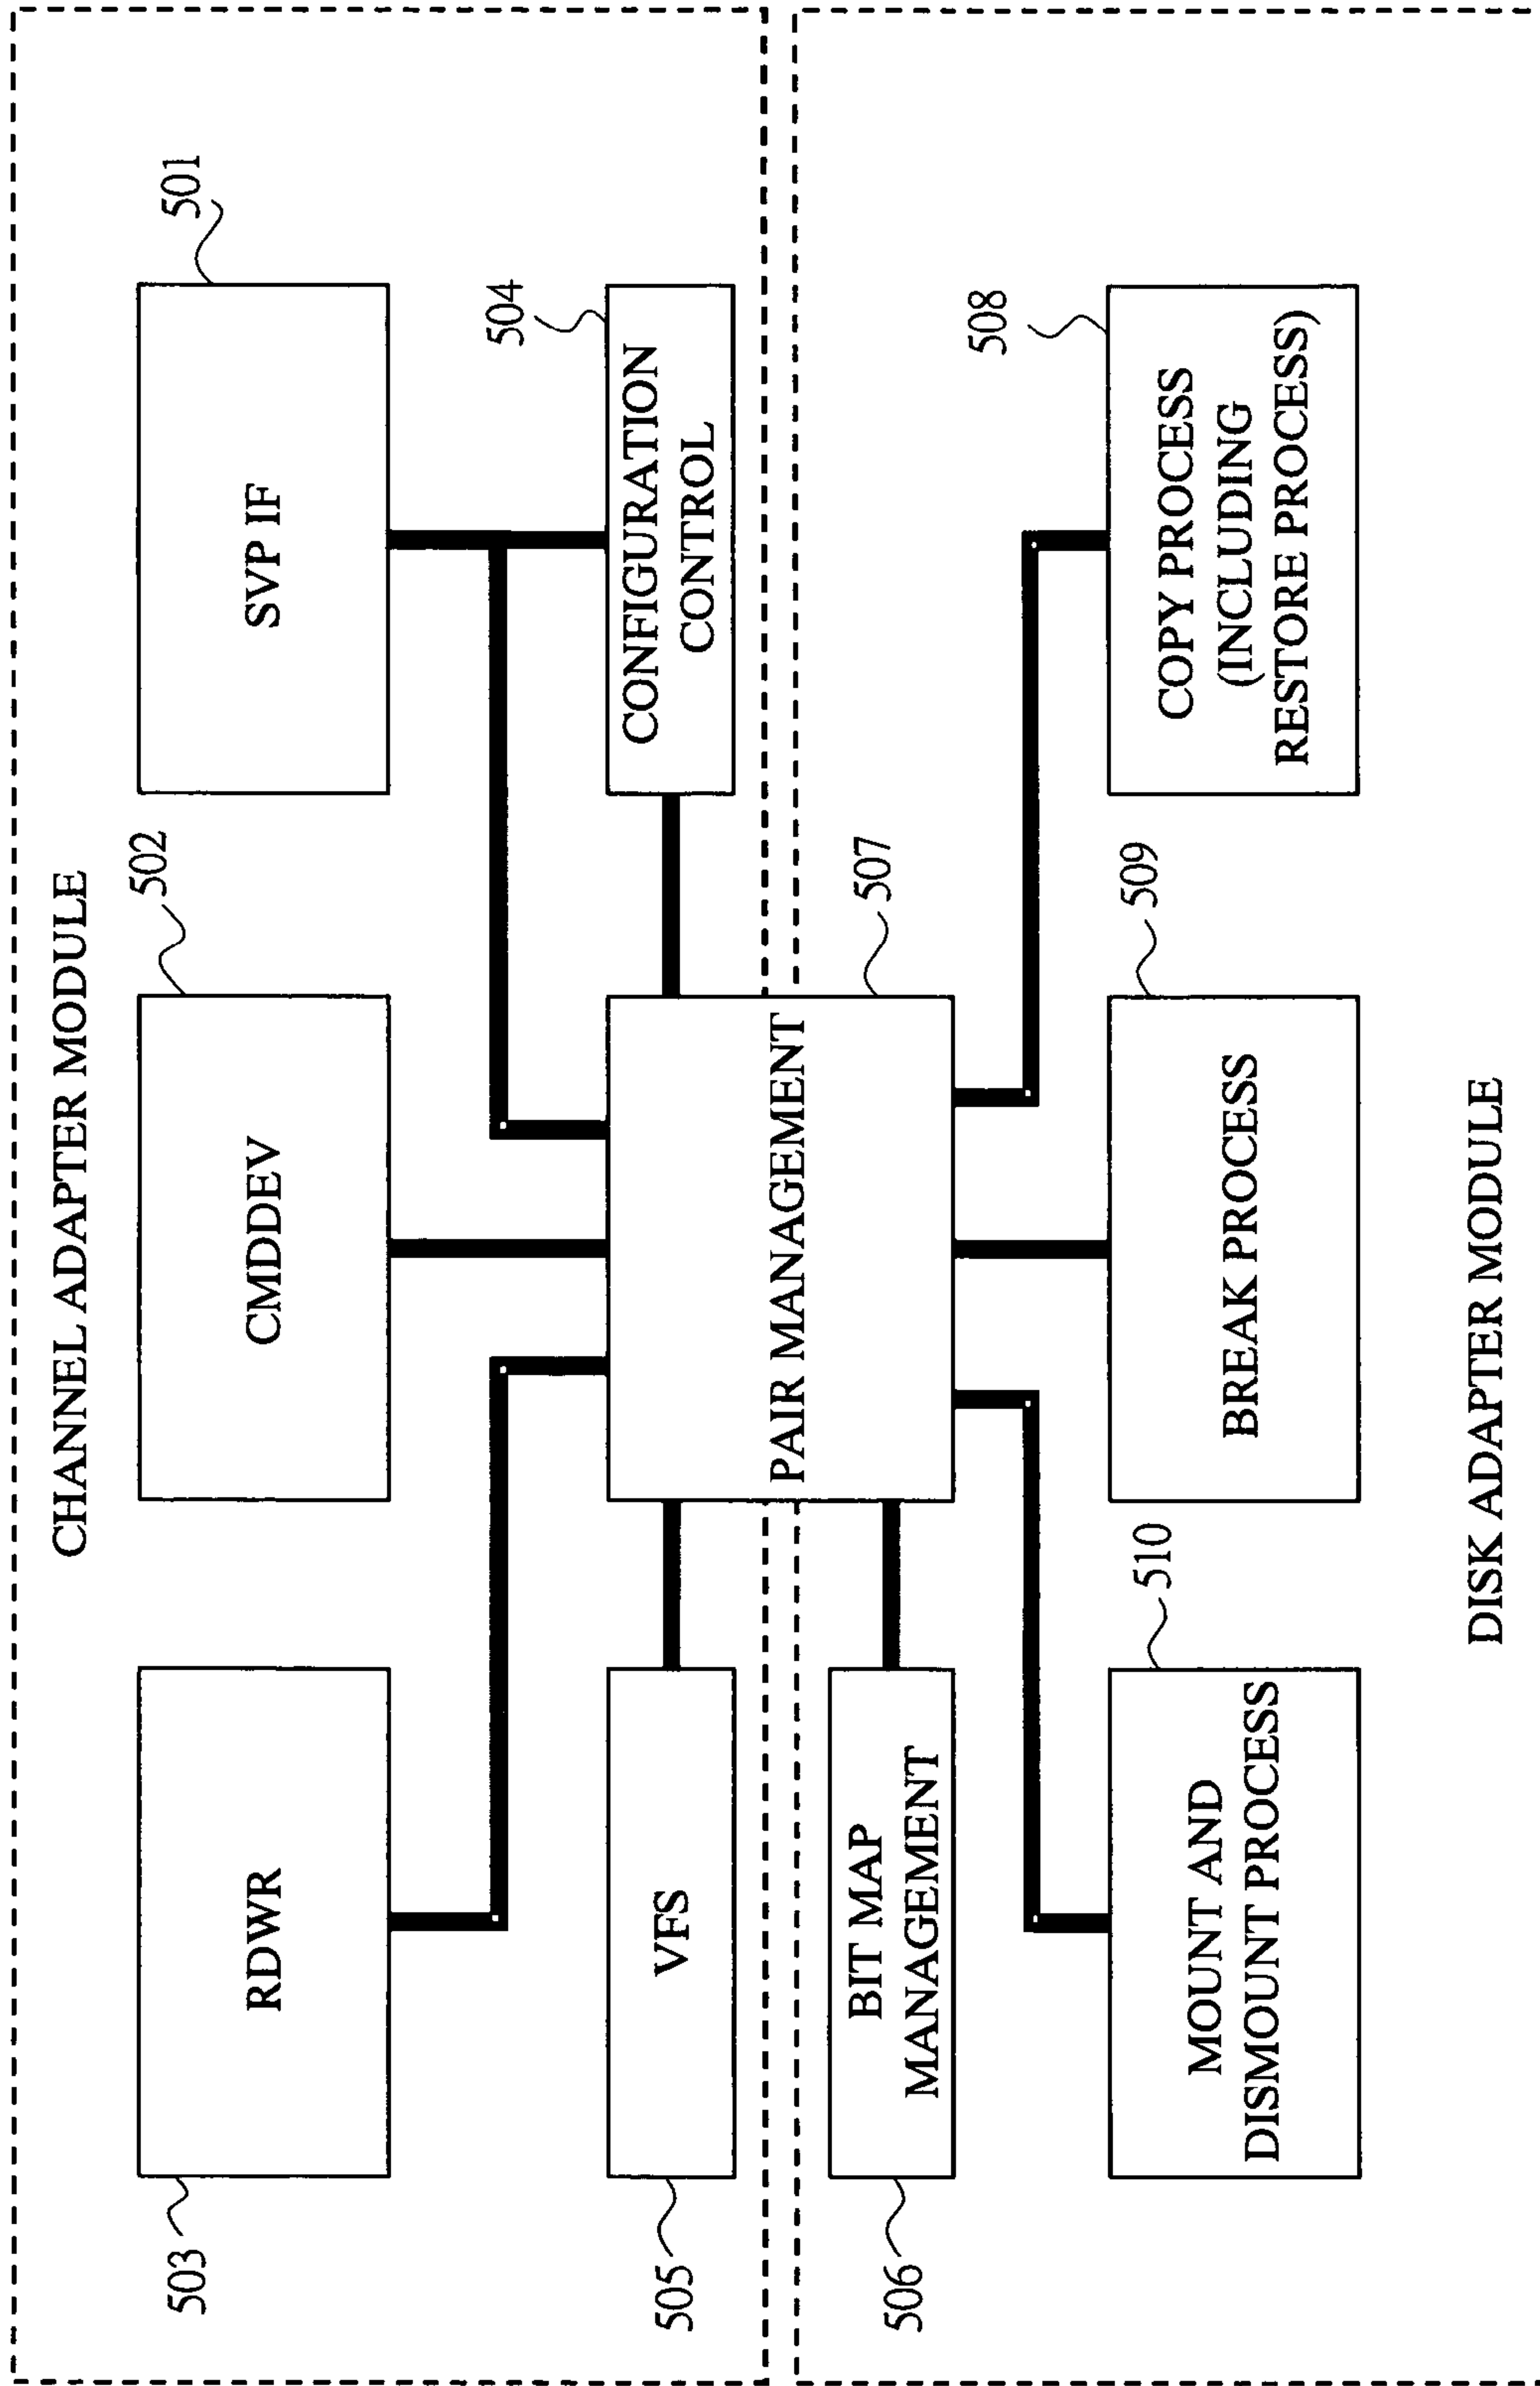 CHANNEL ADAPTER MODULE
503
RDWR
502
CMDDEV
501
SVP IF
505
VFS
504
CONFIGURATION
CONTROL
507
PAIR MANAGEMENT
506
BIT MAP
MANAGEMENT
510
MOUNT AND
DISMOUNT PROCESS
509
BREAK PROCESS
508
COPY PROCESS
(INCLUDING
RESTORE PROCESS)
DISK ADAPTER MODULE